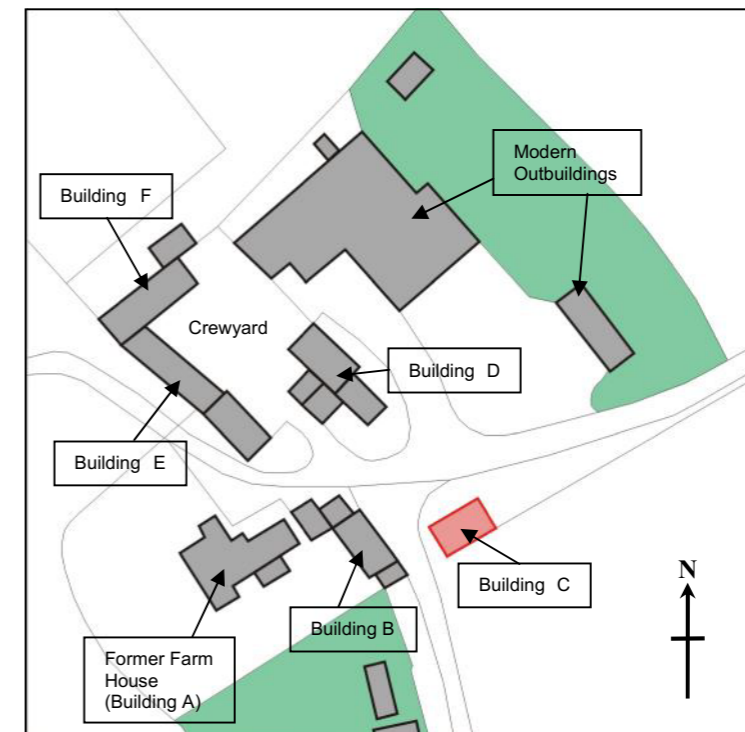 Modern
Outbuildings
Building F
Crewyard
Building D
Building E
Building C
N
Building B
Former Farm
House
(Building A)